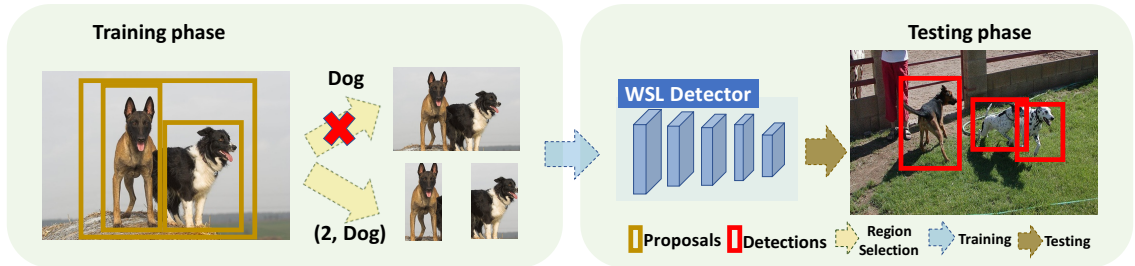 Training phase
Dog
(2, Dog)
Testing phase
WSL Detector
Proposals
Detections
Region
Selection
Training
Testing